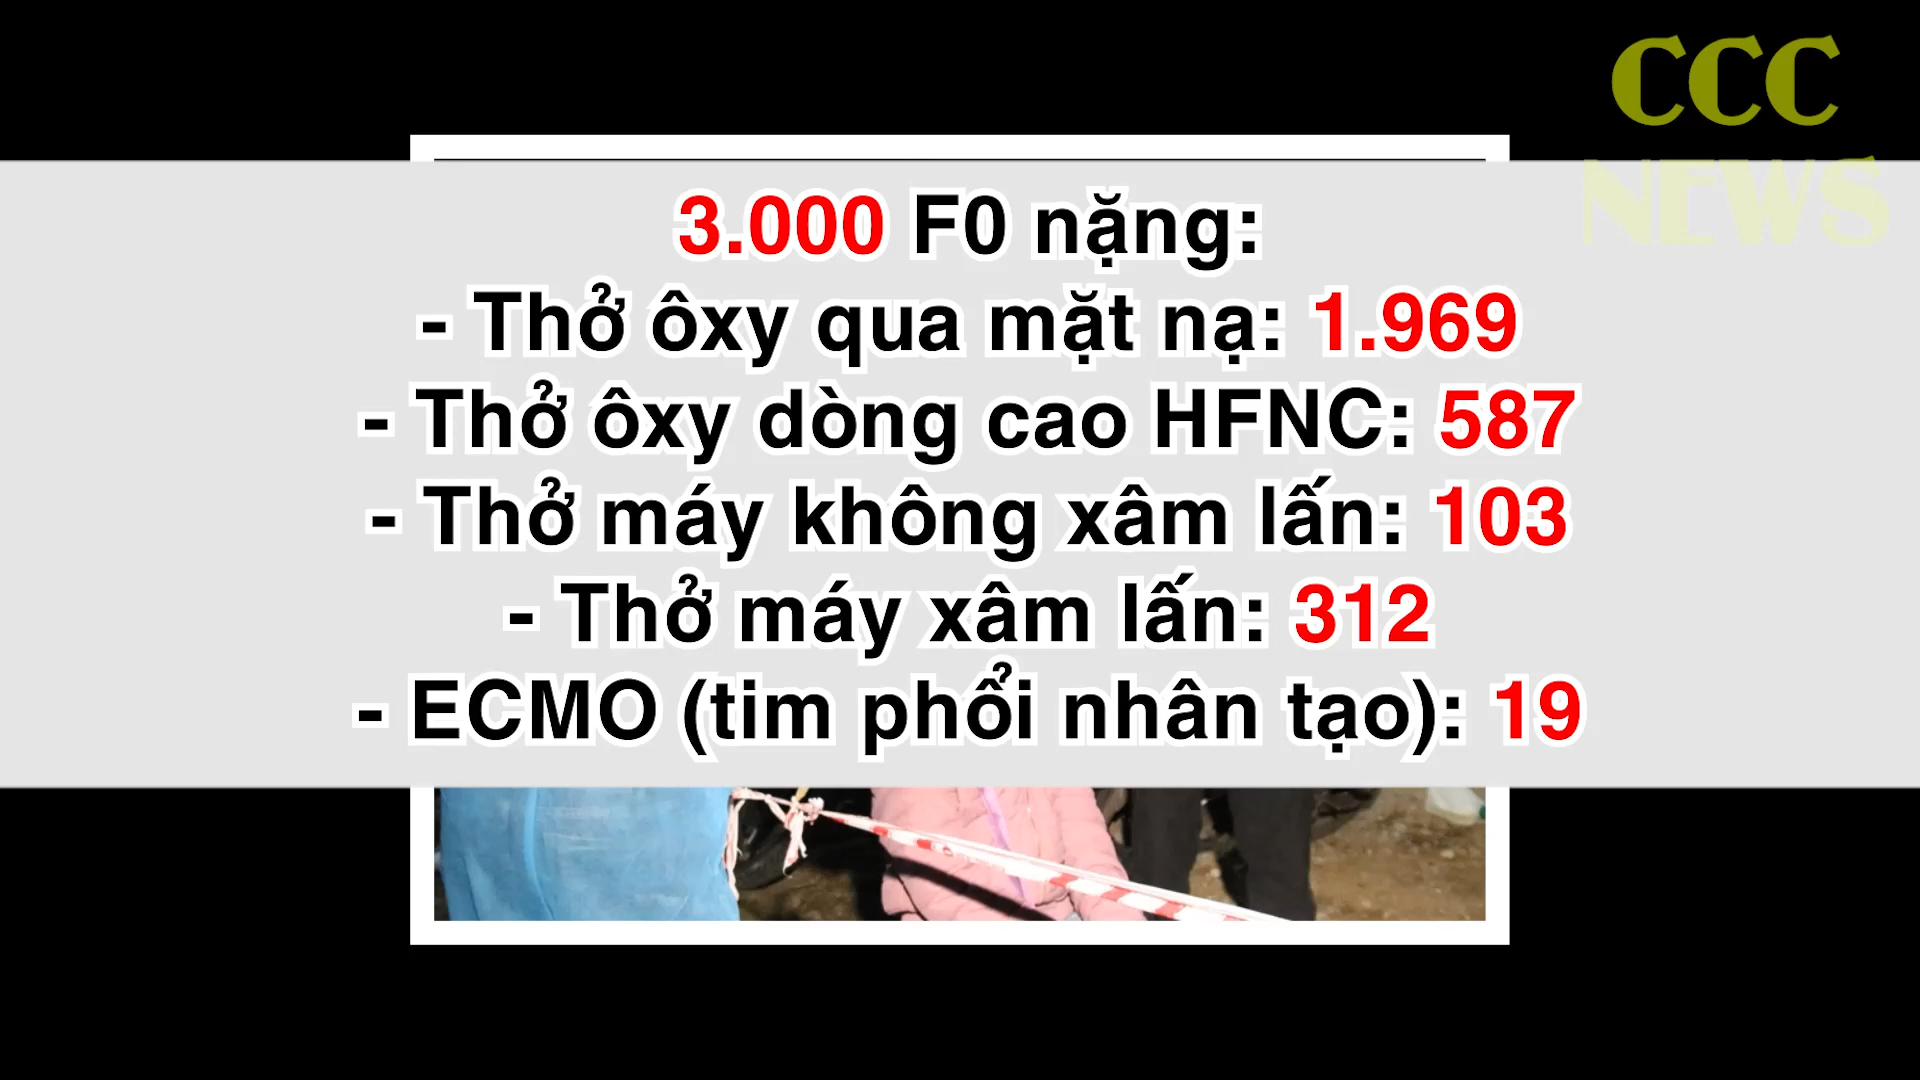 CCC
NEWS
3.000 F0 nặng:
- Thở ôxy qua mặt nạ: 1.969
- Thở ôxy dòng cao HFNC: 587
- Thở máy không xâm lấn: 103
- Thở máy xâm lấn: 312
- ECMO (tim phổi nhân tạo): 19